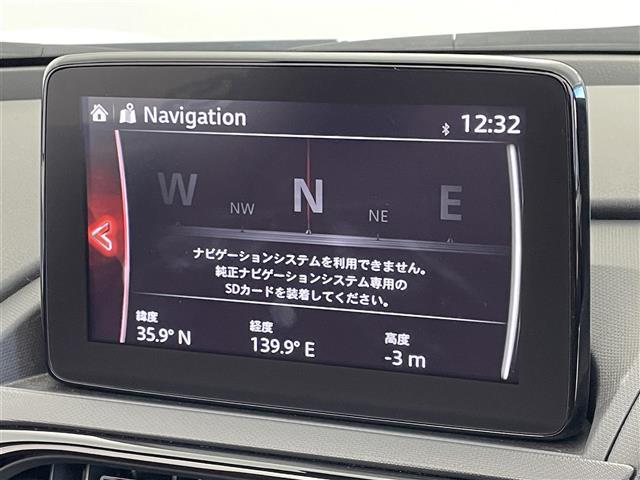 Navigation
12:32
W NW N NE E
ナビゲーションシステムを利用できません。
純正ナビゲーションシステム専用の
SDカードを装着してください。
緯度 経度 高度
35.9° N 139.9° E -3 m